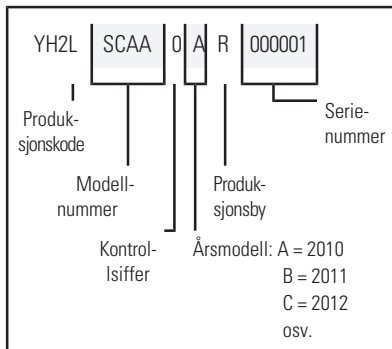 YH2L SCAA 0 A R 000001
Produk-
sjonskode
Serie-
nummer
Modell-
nummer
Produk-
sjonsby
Kontrol-
lsiffer
Årsmodell: A = 2010
B = 2011
C = 2012
osv.